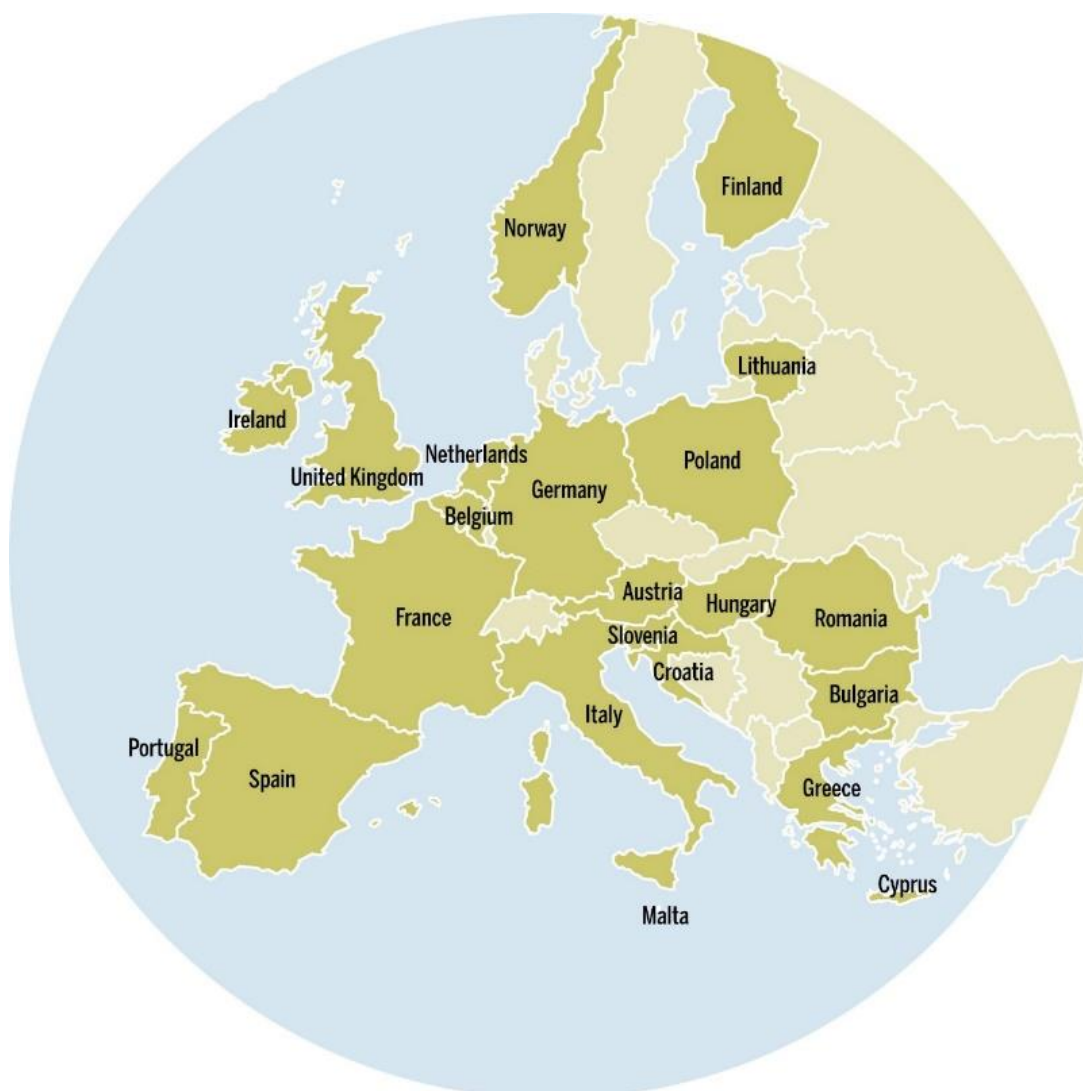 Finland
Norway
Lithuania
Ireland
Netherlands
Poland
United Kingdom
Germany
Belgium
Austria
Hungary
France
Romania
Slovenia
Croatia
Bulgaria
Italy
Portugal
Spain
Greece
Cyprus
Malta